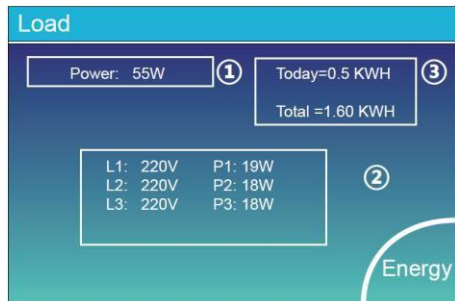 Load
Power: 55W ①
Today=0.5 KWH ③
Total =1.60 KWH
L1: 220V P1: 19W
L2: 220V P2: 18W
L3: 220V P3: 18W
②
Energy